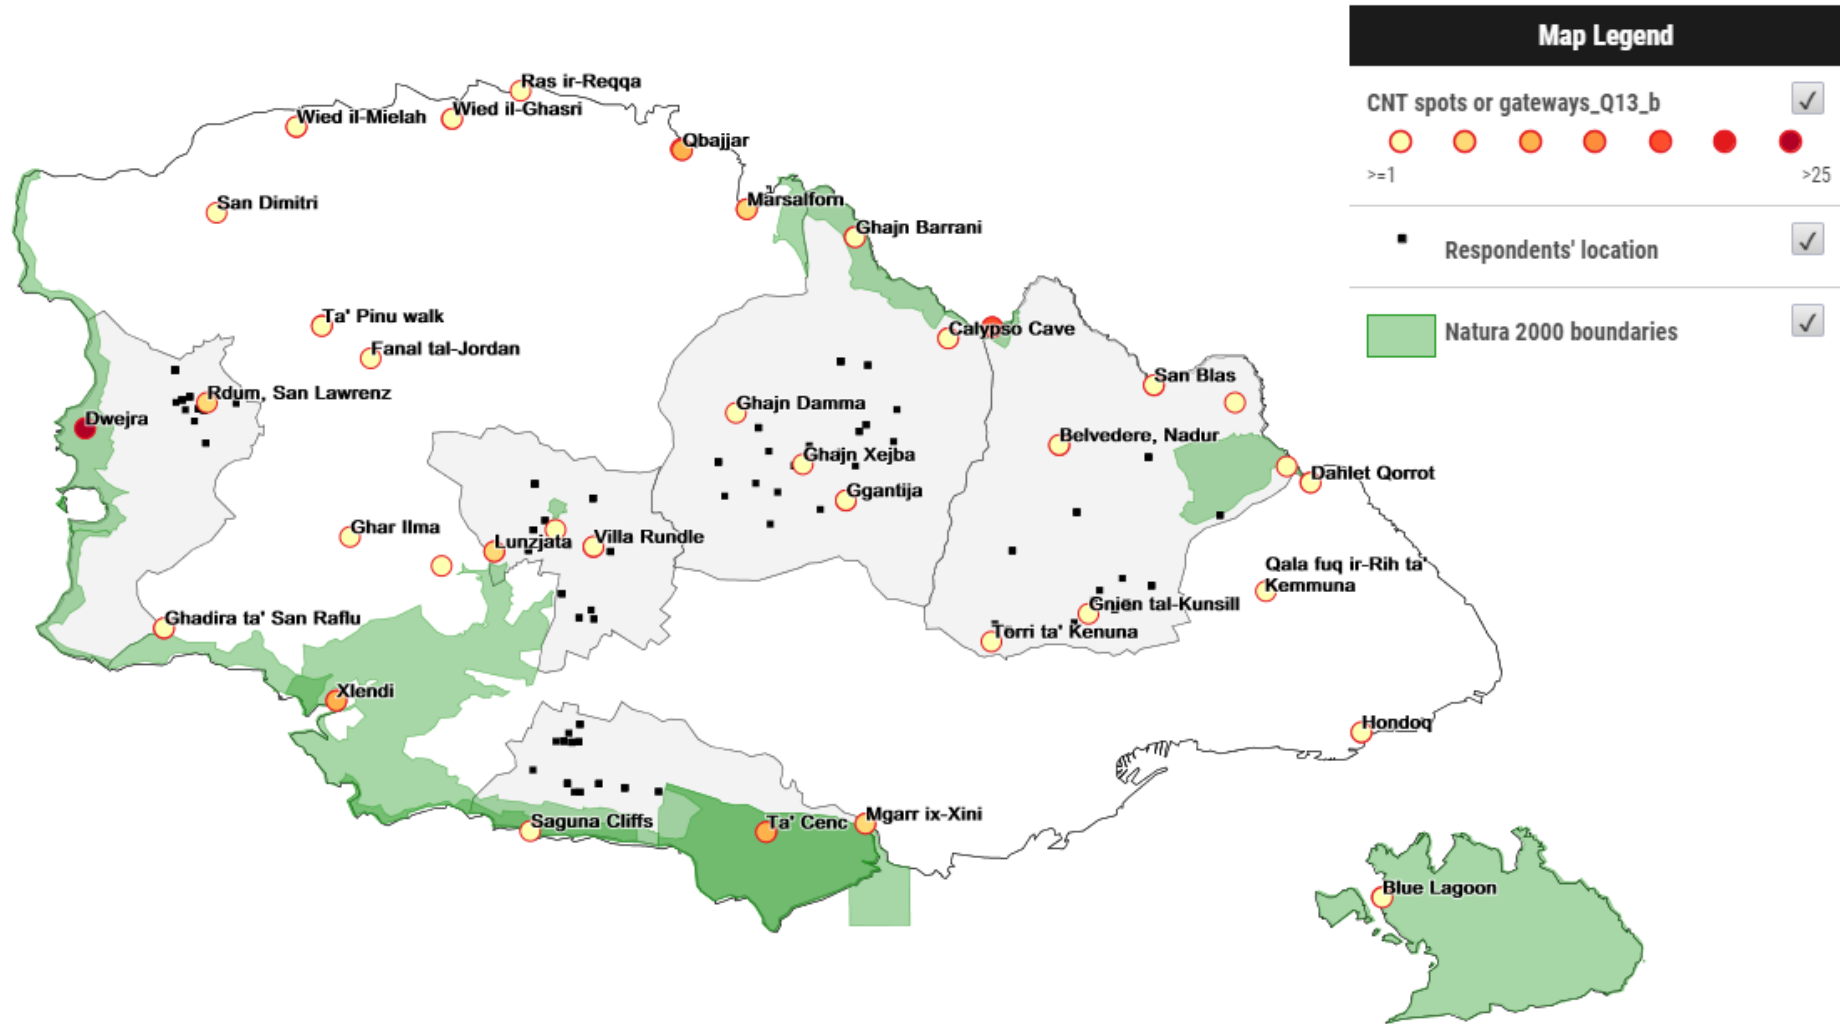 Map Legend
CNT spots or gateways_Q13_b
>=1
>25
Respondents' location
Natura 2000 boundaries
Ras ir-Reqqa
Wied il-Mielah
Wied il-Ghasri
Qbajjar
San Dimitri
Marsalforn
Ghajn Barrani
Ta' Pinu walk
Calypso Cave
Fanal tal-Jordan
San Blas
Rdum, San Lawrenz
Ghajn Damma
Dwejra
Belvedere, Nadur
Ghajn Xejba
Dahlet Qorrot
Ggantija
Ghar Ilma
Villa Rundle
Lunzjata
Qala fuq ir-Rih ta'
Kemmuna
Gnien tal-Kunsill
Ghadira ta' San Raflu
Torri ta' Kenuna
Xlendi
Hondoq
Mgarr ix-Xini
Saguna Cliffs
Ta' Cenc
Blue Lagoon